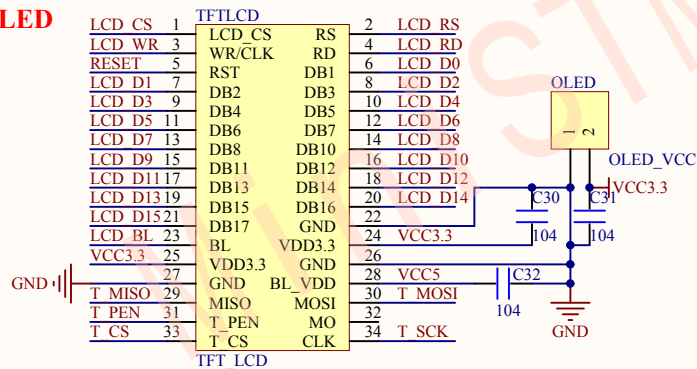 LED
TFTLCD
LCD_CS 1 LCD_CS RS 2 LCD_RS
LCD_WR 3 WR/CLK RD 4 LCD_RD
RESET 5 RST DB1 6 LCD_D0
LCD_D1 7 DB2 DB3 8 LCD_D2
LCD_D3 9 DB4 DB5 10 LCD_D4
LCD_D5 11 DB6 DB7 12 LCD_D6
LCD_D7 13 DB8 DB10 14 LCD_D8
LCD_D9 15 DB11 DB12 16 LCD_D10
LCD_D11 17 DB13 DB14 18 LCD_D12
LCD_D13 19 DB15 DB16 20 LCD_D14
LCD_D15 21 DB17 GND 22
LCD_BL 23 BL VDD3.3 24 VCC3.3
VCC3.3 25 VDD3.3 GND 26
GND 27 GND BL_VDD 28 VCC5
T_MISO 29 MISO MOSI 30 T_MOSI
T_PEN 31 T_PEN MO 32
T_CS 33 T_CS CLK 34 T_SCK
TFT_LCD
OLED
1 2
OLED_VCC
VCC3.3
C30
104
C31
104
C32
104
GND